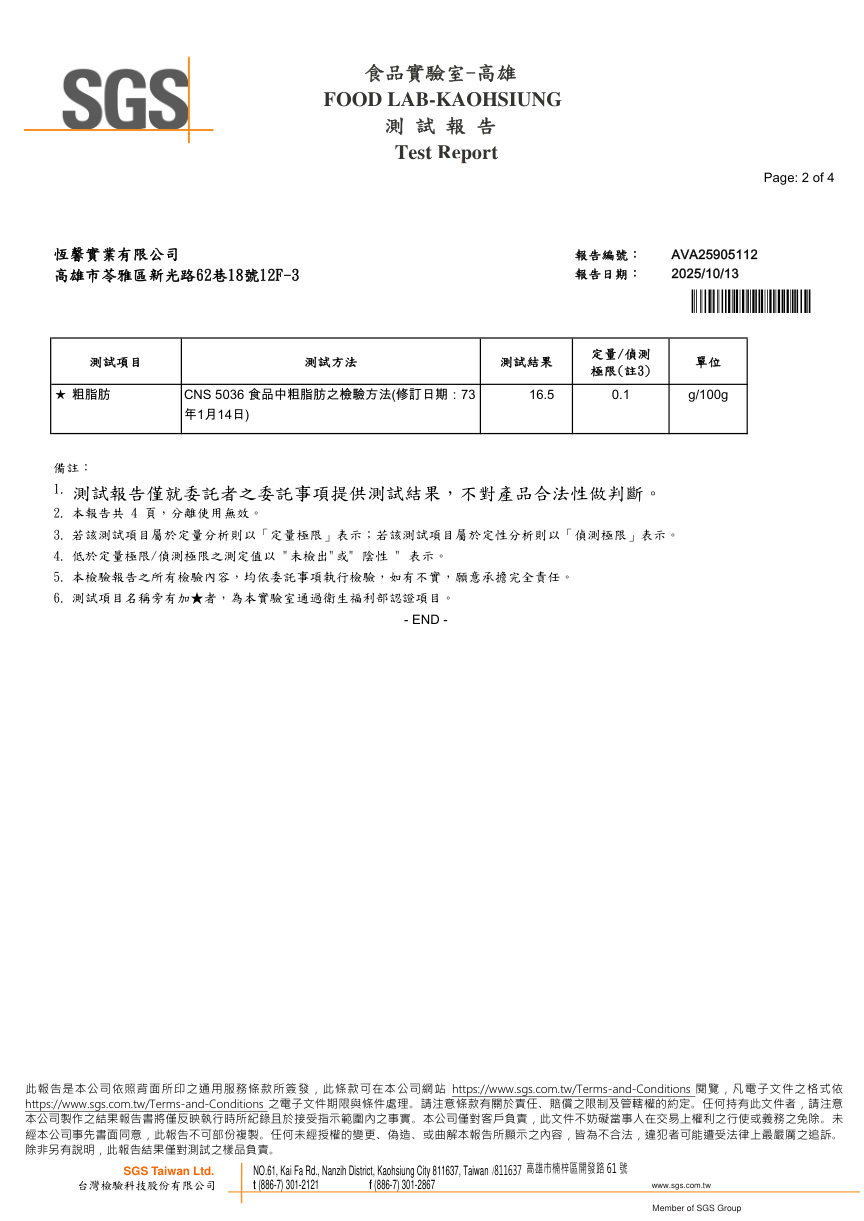 SGS
食品實驗室-高雄
FOOD LAB-KAOHSIUNG
測 試 報 告
Test Report
Page: 2 of 4
恆馨實業有限公司
高雄市苓雅區新光路62巷18號12F-3
報告編號： AVA25905112
報告日期： 2025/10/13
測試項目 測試方法 測試結果 定量/偵測 單位
極限(註3)
★ 粗脂肪 CNS 5036 食品中粗脂肪之檢驗方法(修訂日期：73 16.5 0.1 g/100g
年1月14日)
備註：
1. 測試報告僅就委託者之委託事項提供測試結果，不對產品合法性做判斷。
2. 本報告共 4 頁，分離使用無效。
3. 若該測試項目屬於定量分析則以「定量極限」表示；若該測試項目屬於定性分析則以「偵測極限」表示。
4. 低於定量極限/偵測極限之測定值以 "未檢出"或" 陰性 " 表示。
5. 本檢驗報告之所有檢驗內容，均依委託事項執行檢驗，如有不實，願意承擔完全責任。
6. 測試項目名稱旁有加★者，為本實驗室通過衛生福利部認證項目。
- END -
此報告是本公司依照背面所印之通用服務條款所簽發，此條款可在本公司網站 https://www.sgs.com.tw/Terms-and-Conditions 閱覽，凡電子文件之格式依
https://www.sgs.com.tw/Terms-and-Conditions 之電子文件期限與條件處理。請注意條款有關於責任、賠償之限制及管轄權的約定。任何持有此文件者，請注意
本公司製作之結果報告書將僅反映執行時所紀錄且於接受指示範圍內之事實。本公司僅對客戶負責，此文件不妨礙當事人在交易上權利之行使或義務之免除。未
經本公司事先書面同意，此報告不可部份複製。任何未經授權的變更、偽造、或曲解本報告所顯示之內容，皆為不合法，違犯者可能遭受法律上最嚴厲之追訴。
除非另有說明，此報告結果僅對測試之樣品負責。
SGS Taiwan Ltd. NO.61, Kai Fa Rd., Nanzih District, Kaohsiung City 811637, Taiwan /811637 高雄市楠梓區開發路 61 號
台灣檢驗科技股份有限公司 t (886-7) 301-2121 f (886-7) 301-2867 www.sgs.com.tw
Member of SGS Group